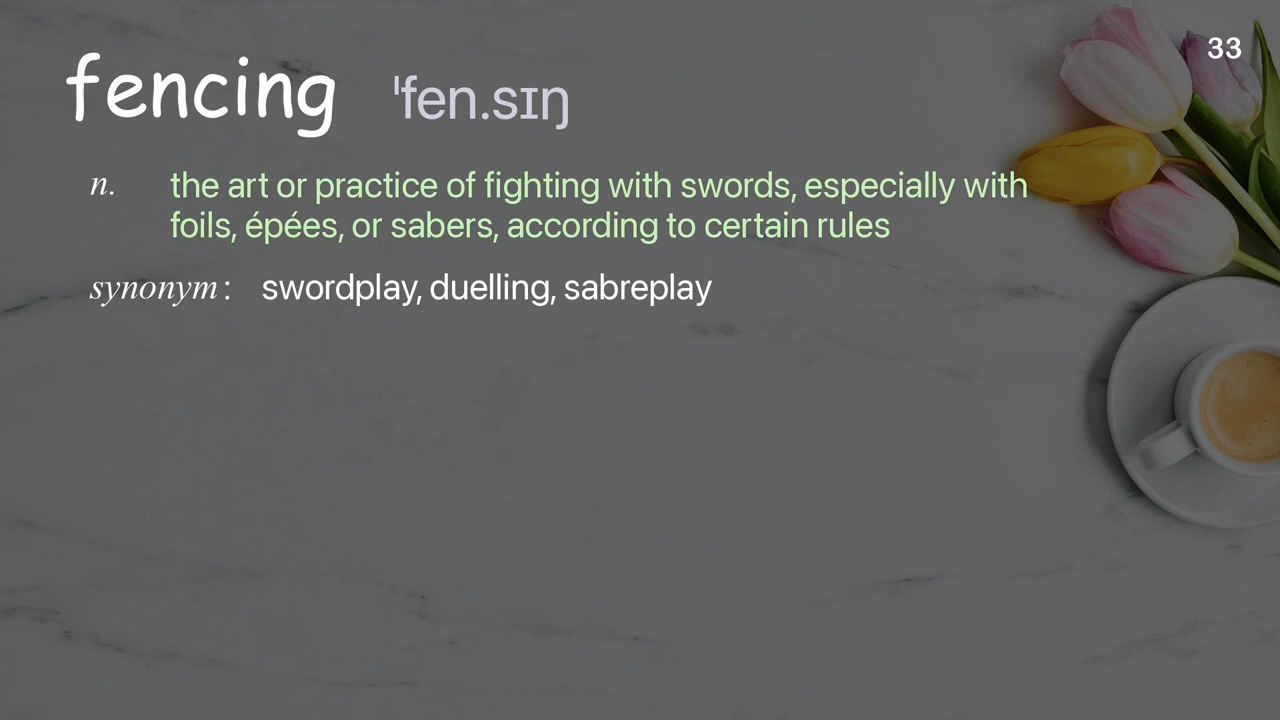 33
fencing ˈfen.sɪŋ
n. the art or practice of fighting with swords, especially with
foils, épées, or sabers, according to certain rules
synonym : swordplay, duelling, sabreplay